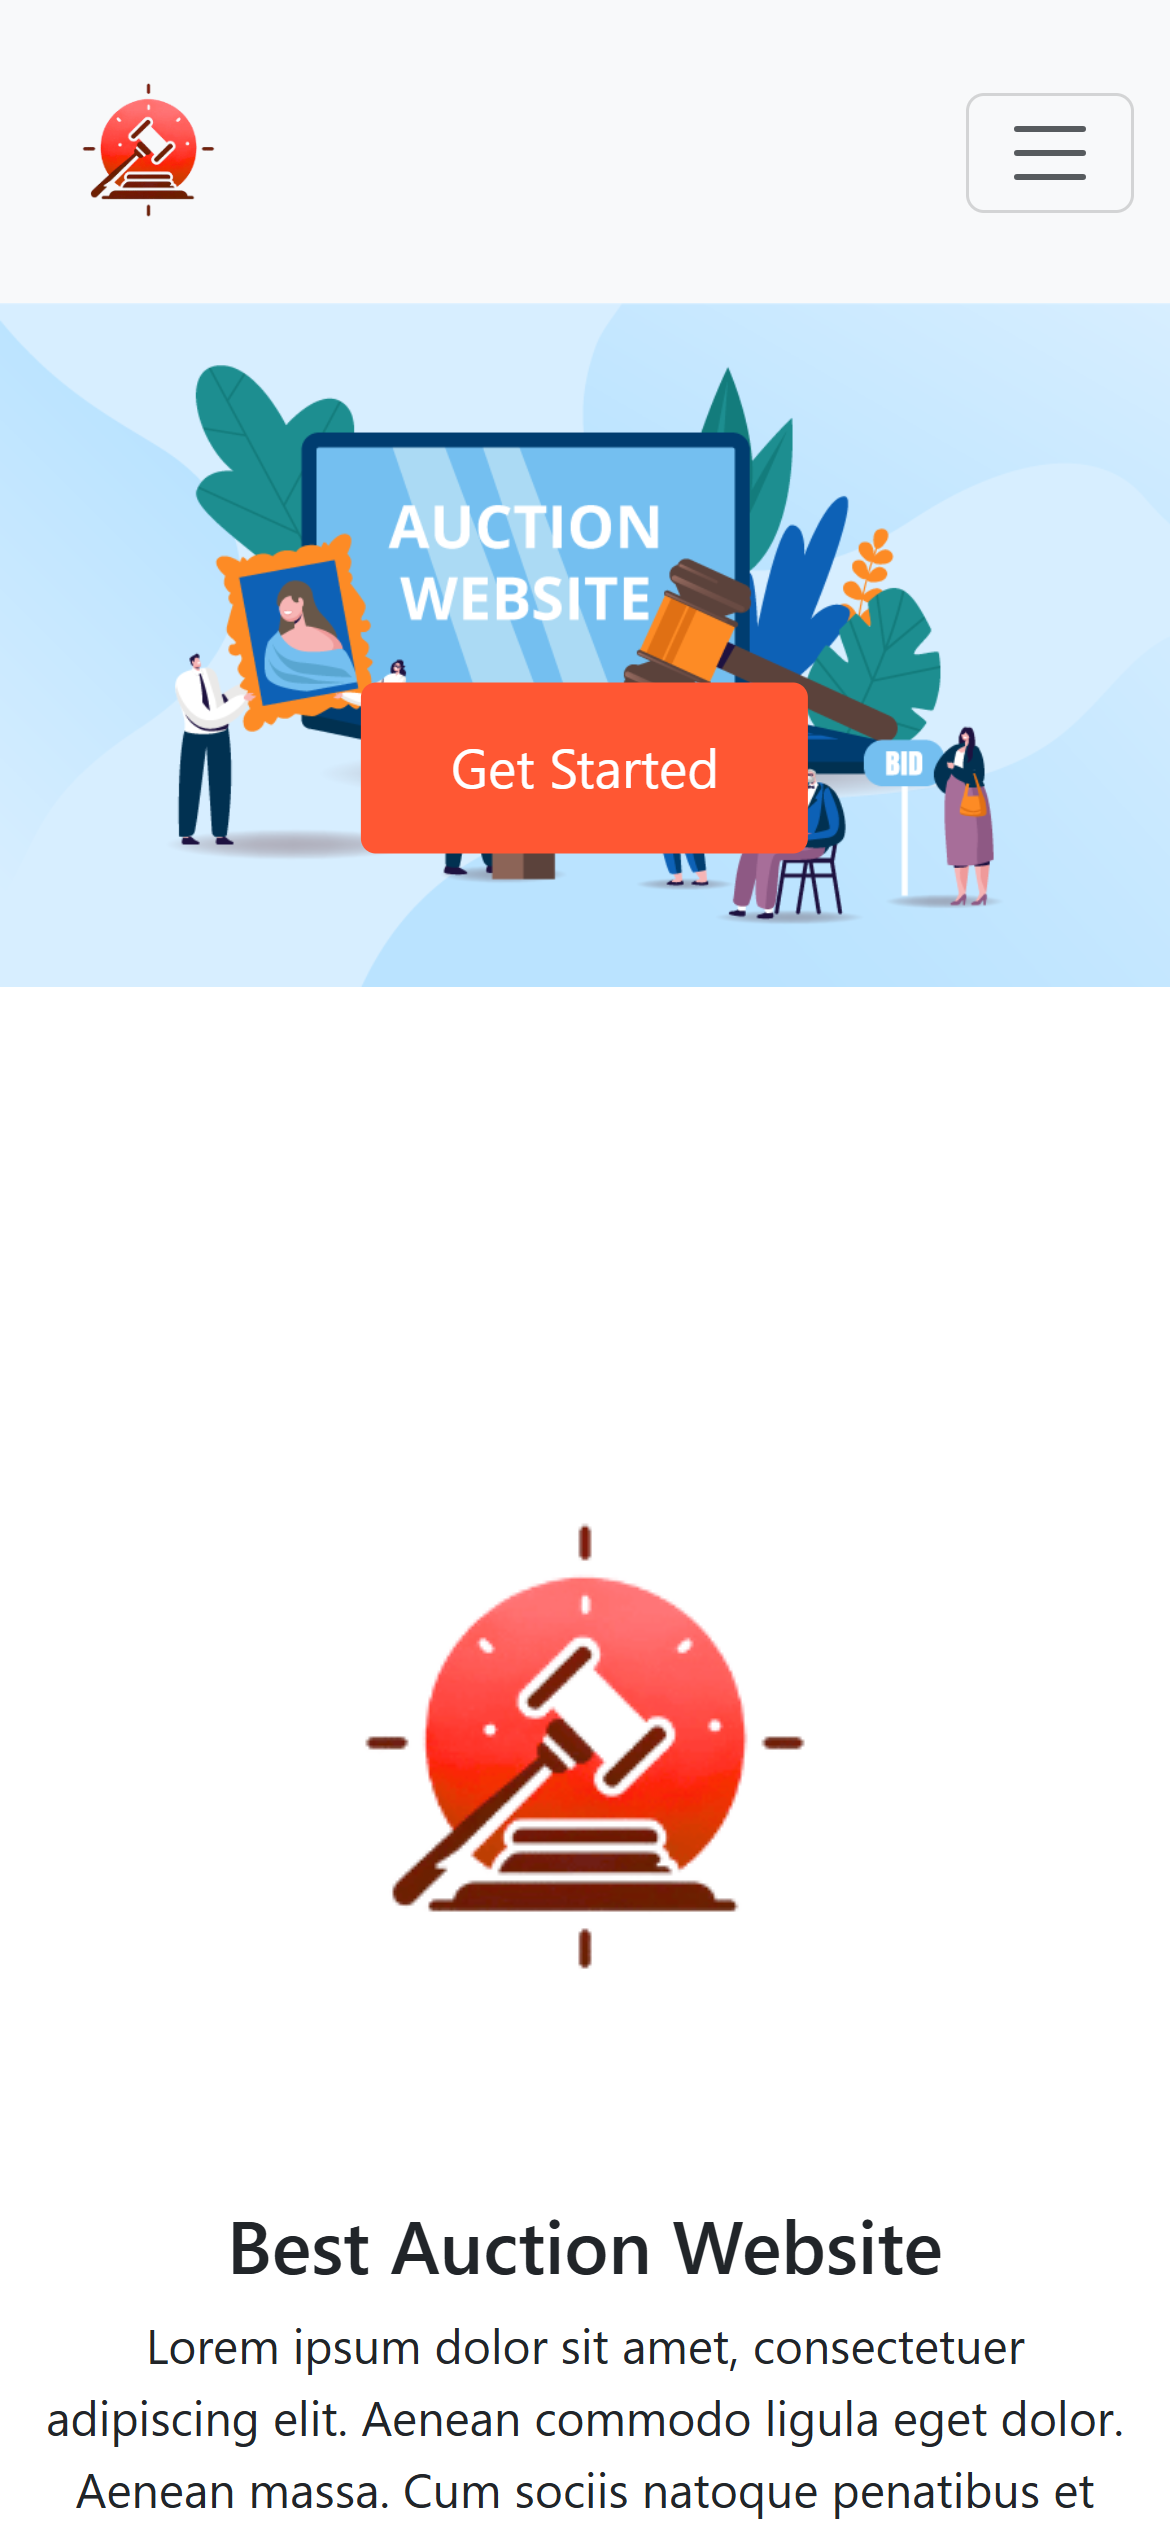 AUCTION
WEBSITE
Get Started
BID
Best Auction Website
Lorem ipsum dolor sit amet, consectetuer
adipiscing elit. Aenean commodo ligula eget dolor.
Aenean massa. Cum sociis natoque penatibus et